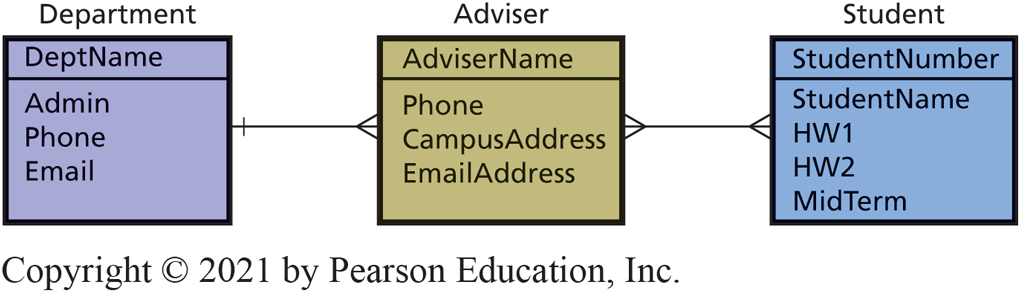 Department
DeptName
Admin
Phone
Email
Adviser
AdviserName
Phone
CampusAddress
EmailAddress
Student
StudentNumber
StudentName
HW1
HW2
MidTerm
Copyright © 2021 by Pearson Education, Inc.